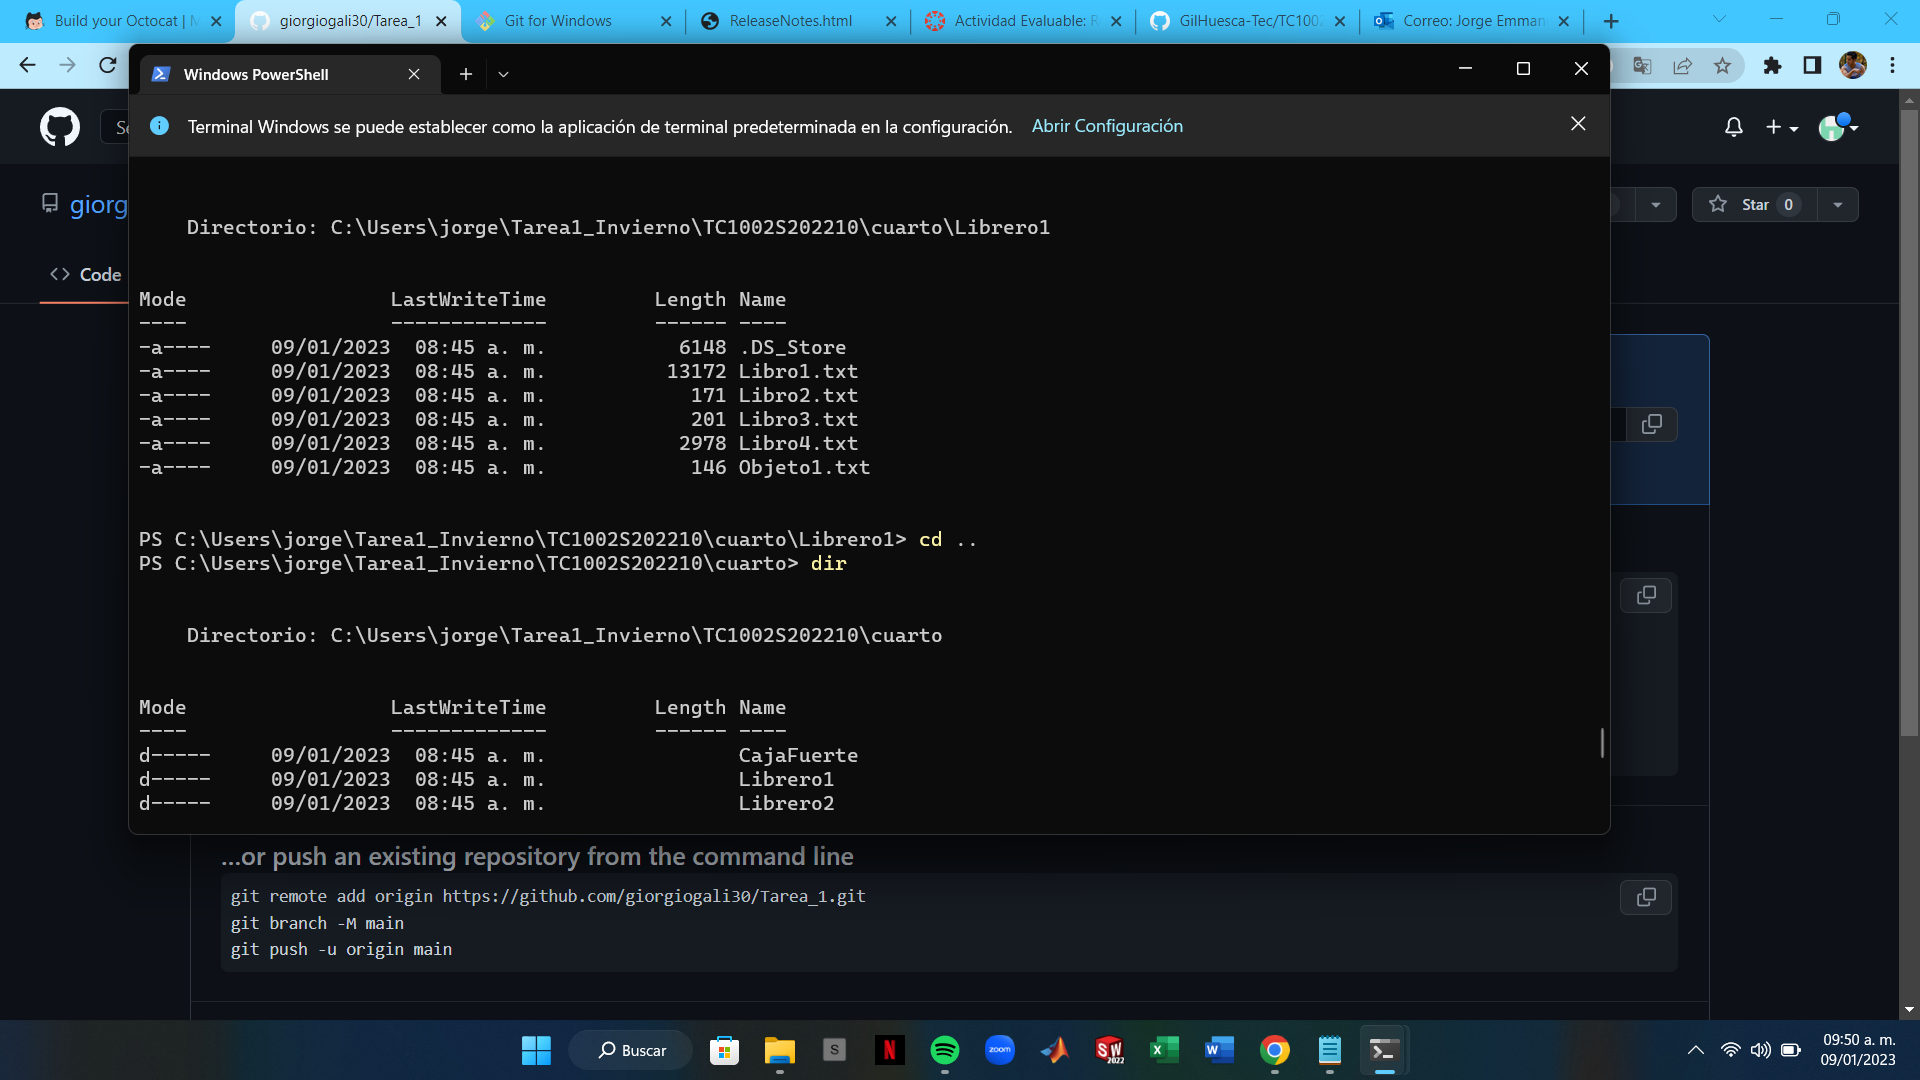 Build your Octocat | M
giorgiogali30/Tarea_1
Git for Windows
ReleaseNotes.html
Actividad Evaluable: R
GilHuesca-Tec/TC1002
Correo: Jorge Emman
Windows PowerShell
Terminal Windows se puede establecer como la aplicación de terminal predeterminada en la configuración. Abrir Configuración
Se
giorg
Star 0
<> Code
Directorio: C:\Users\jorge\Tarea1_Invierno\TC1002S202210\cuarto\Librero1
Mode LastWriteTime Length Name
---- ------------- ------ ----
-a---- 09/01/2023 08:45 a. m. 6148 .DS_Store
-a---- 09/01/2023 08:45 a. m. 13172 Libro1.txt
-a---- 09/01/2023 08:45 a. m. 171 Libro2.txt
-a---- 09/01/2023 08:45 a. m. 201 Libro3.txt
-a---- 09/01/2023 08:45 a. m. 2978 Libro4.txt
-a---- 09/01/2023 08:45 a. m. 146 Objeto1.txt
PS C:\Users\jorge\Tarea1_Invierno\TC1002S202210\cuarto\Librero1> cd ..
PS C:\Users\jorge\Tarea1_Invierno\TC1002S202210\cuarto> dir
Directorio: C:\Users\jorge\Tarea1_Invierno\TC1002S202210\cuarto
Mode LastWriteTime Length Name
---- ------------- ------ ----
d----- 09/01/2023 08:45 a. m. CajaFuerte
d----- 09/01/2023 08:45 a. m. Librero1
d----- 09/01/2023 08:45 a. m. Librero2
...or push an existing repository from the command line
git remote add origin https://github.com/giorgiogali30/Tarea_1.git
git branch -M main
git push -u origin main
Buscar
S
N
zoom
SW
2022
X
W
09:50 a. m.
09/01/2023